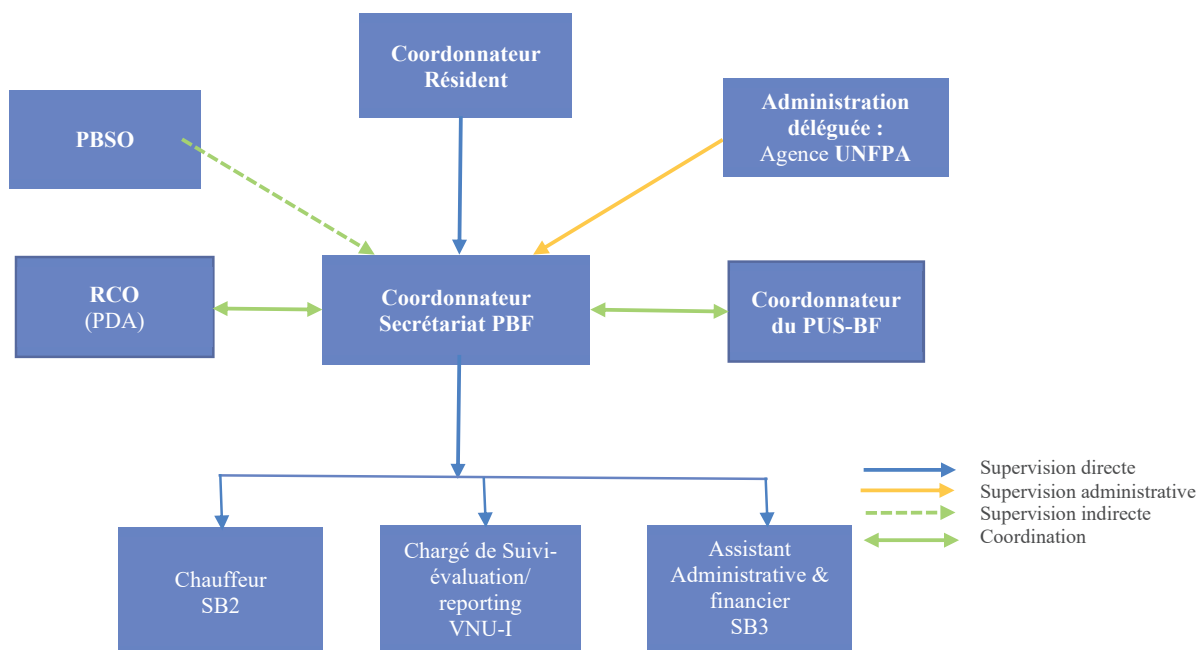 Coordonnateur
Résident
PBSO
Administration
déléguée :
Agence UNFPA
RCO
(PDA)
Coordonnateur
Secrétariat PBF
Coordonnateur
du PUS-BF
Supervision directe
Supervision administrative
Supervision indirecte
Coordination
Chauffeur
SB2
Chargé de Suivi-
évaluation/
reporting
VNU-I
Assistant
Administrative &
financier
SB3